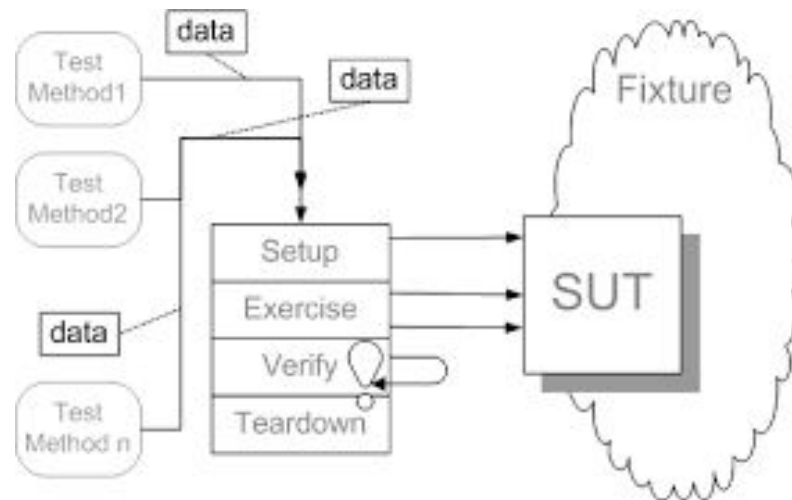 data
Test
Method1
data
Fixture
Test
Method2
Setup
SUT
Exercise
data
Verify
Test
Method n
Teardown